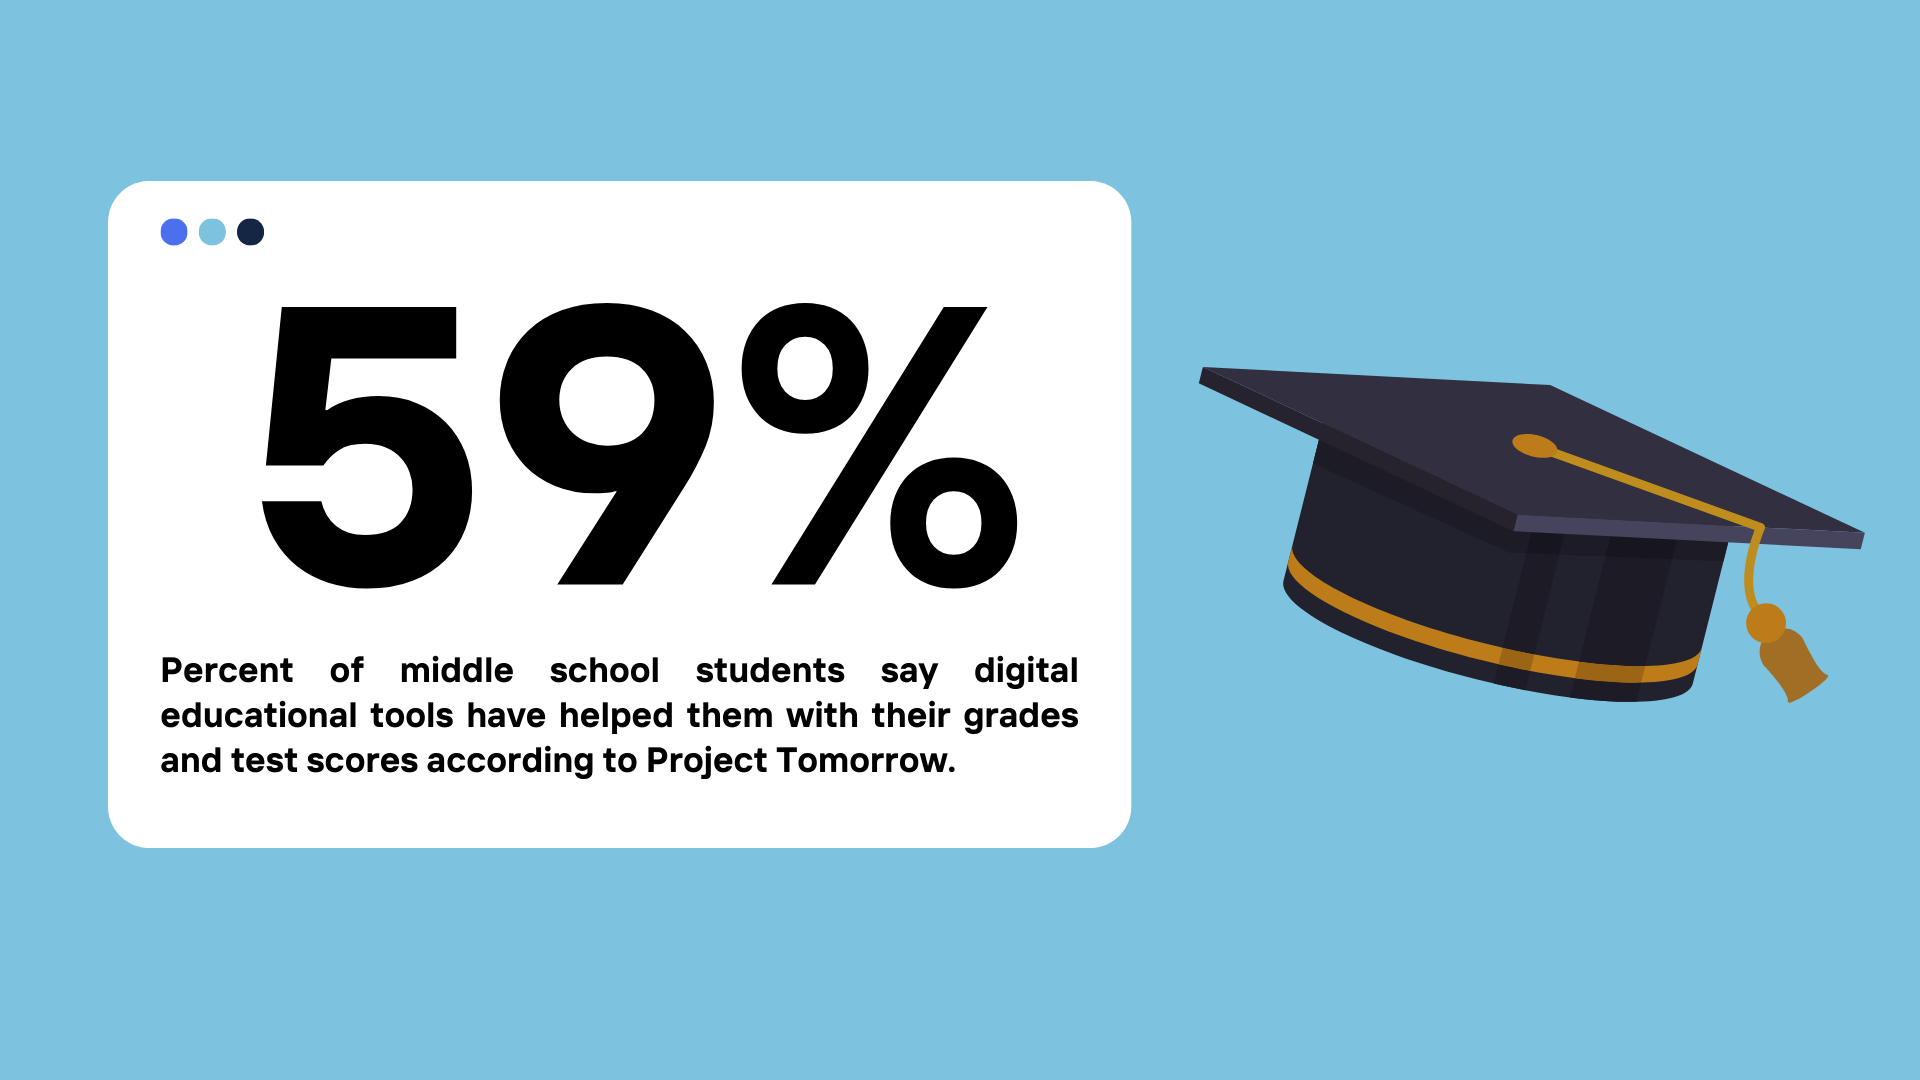 59%
Percent of middle school students say digital
educational tools have helped them with their grades
and test scores according to Project Tomorrow.